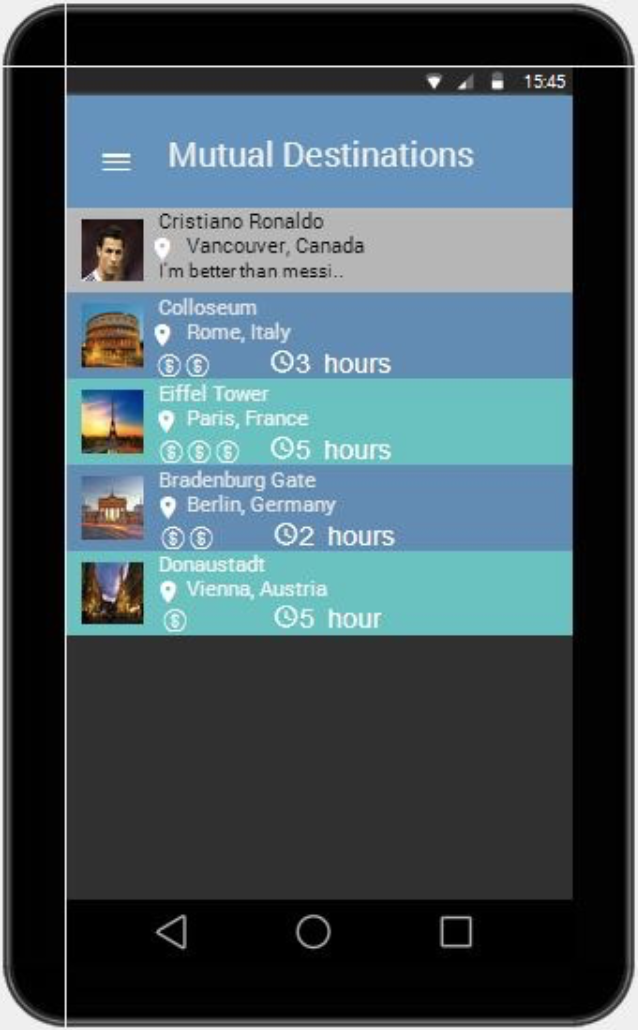 15:45
Mutual Destinations
Cristiano Ronaldo
Vancouver, Canada
I'm better than messi..
Colloseum
Rome, Italy
$ $ 3 hours
Eiffel Tower
Paris, France
$ $ $ 5 hours
Bradenburg Gate
Berlin, Germany
$ $ 2 hours
Donaustadt
Vienna, Austria
$ 5 hour